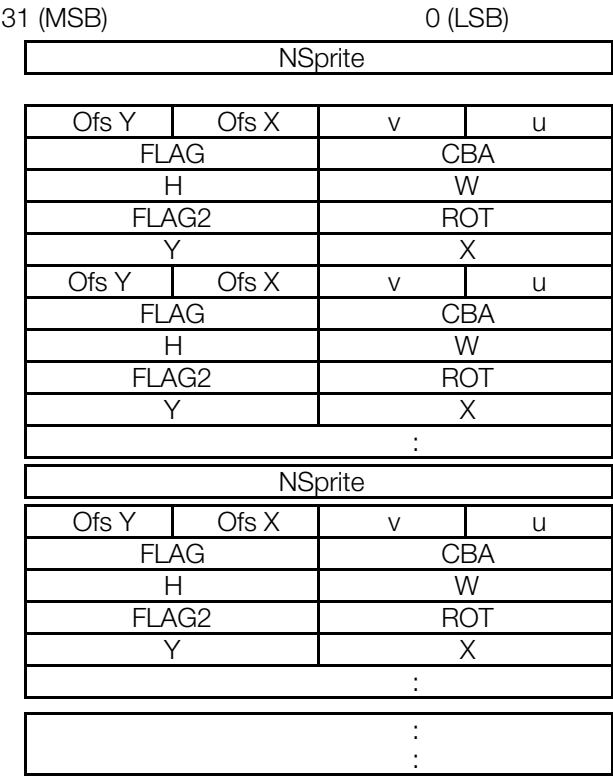 31 (MSB) 0 (LSB)
NSprite
Ofs Y Ofs X v u
FLAG CBA
H W
FLAG2 ROT
Y X
Ofs Y Ofs X v u
FLAG CBA
H W
FLAG2 ROT
Y X
:
NSprite
Ofs Y Ofs X v u
FLAG CBA
H W
FLAG2 ROT
Y X
:
:
: